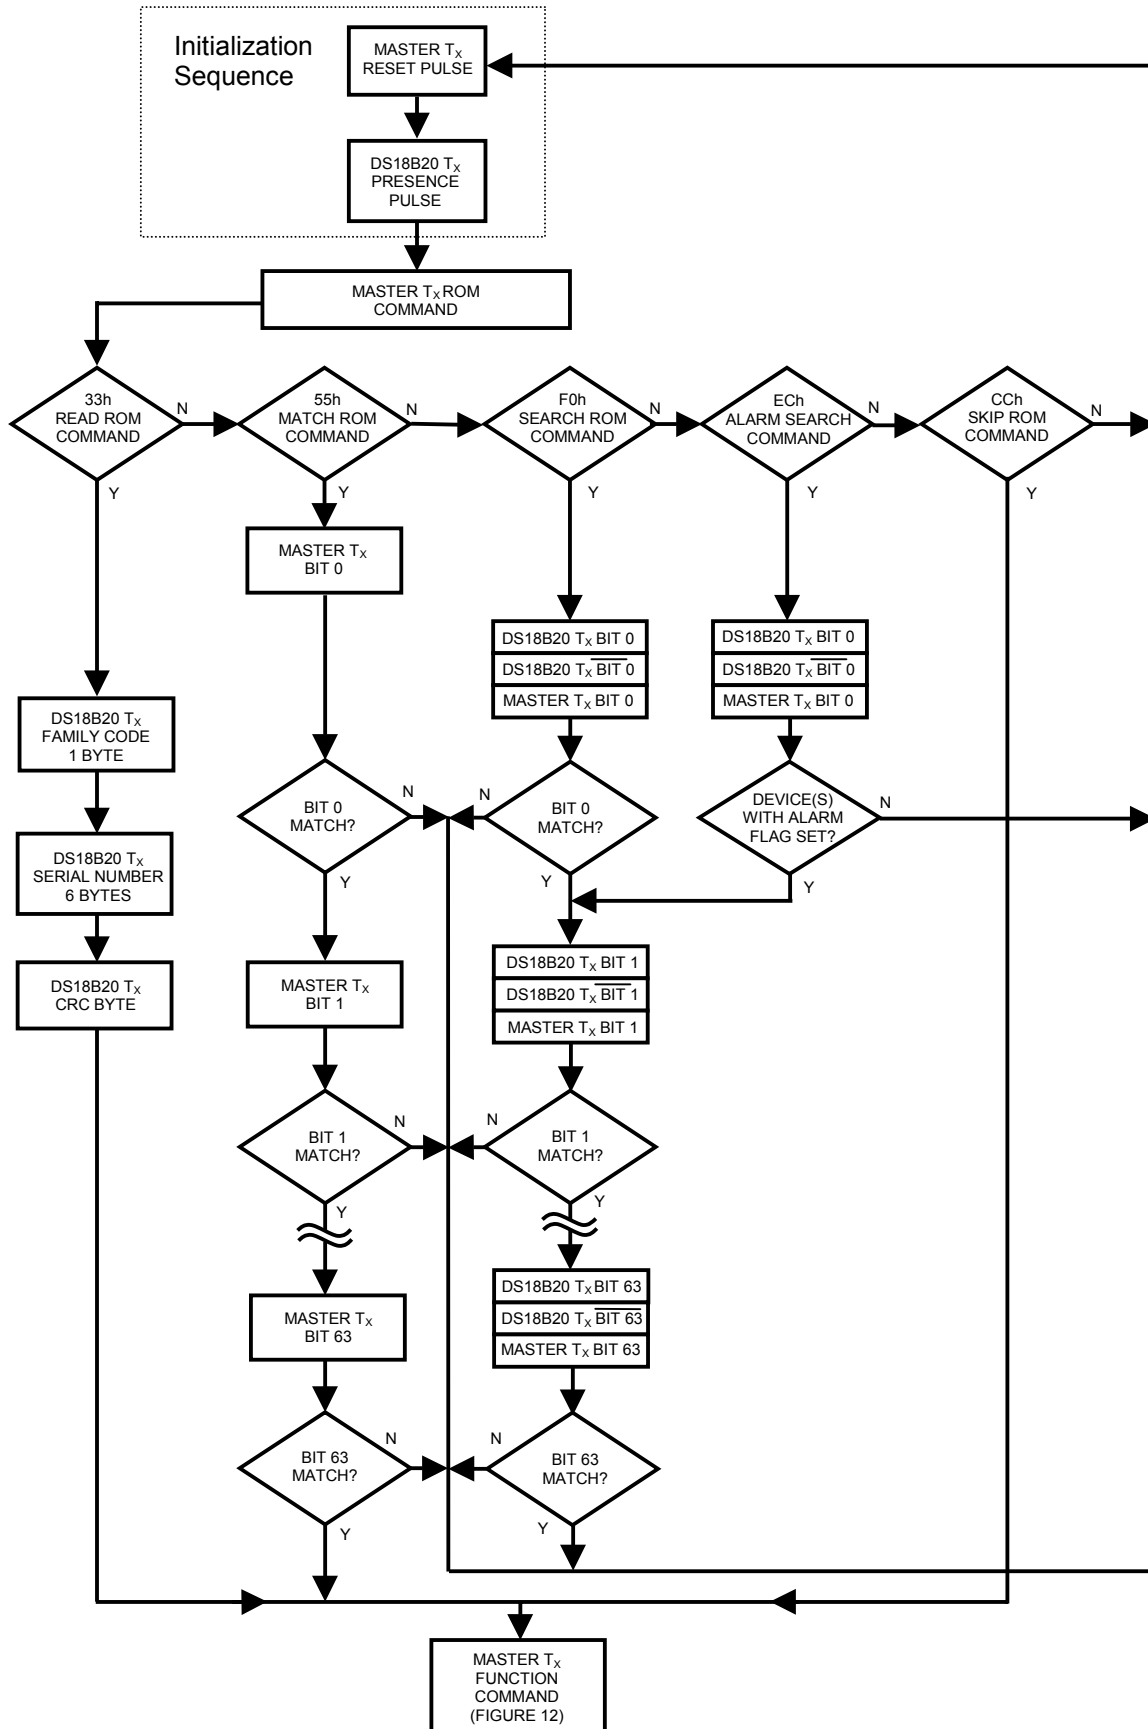 Initialization
Sequence
MASTER TX
RESET PULSE
DS18B20 TX
PRESENCE
PULSE
MASTER TX ROM
COMMAND
33h
READ ROM
COMMAND
N
Y
55h
MATCH ROM
COMMAND
N
Y
F0h
SEARCH ROM
COMMAND
N
Y
ECh
ALARM SEARCH
COMMAND
N
Y
CCh
SKIP ROM
COMMAND
N
Y
MASTER TX
BIT 0
DS18B20 TX BIT 0
DS18B20 TX B̅I̅T̅ ̅0̅
MASTER TX BIT 0
DS18B20 TX BIT 0
DS18B20 TX B̅I̅T̅ ̅0̅
MASTER TX BIT 0
DS18B20 TX
FAMILY CODE
1 BYTE
DS18B20 TX
SERIAL NUMBER
6 BYTES
DS18B20 TX
CRC BYTE
BIT 0
MATCH?
N
Y
BIT 0
MATCH?
N
Y
DEVICE(S)
WITH ALARM
FLAG SET?
N
Y
MASTER TX
BIT 1
DS18B20 TX BIT 1
DS18B20 TX B̅I̅T̅ ̅1̅
MASTER TX BIT 1
BIT 1
MATCH?
N
Y
BIT 1
MATCH?
N
Y
MASTER TX
BIT 63
DS18B20 TX BIT 63
DS18B20 TX B̅I̅T̅ ̅6̅3̅
MASTER TX BIT 63
BIT 63
MATCH?
N
Y
BIT 63
MATCH?
N
Y
MASTER TX
FUNCTION
COMMAND
(FIGURE 12)